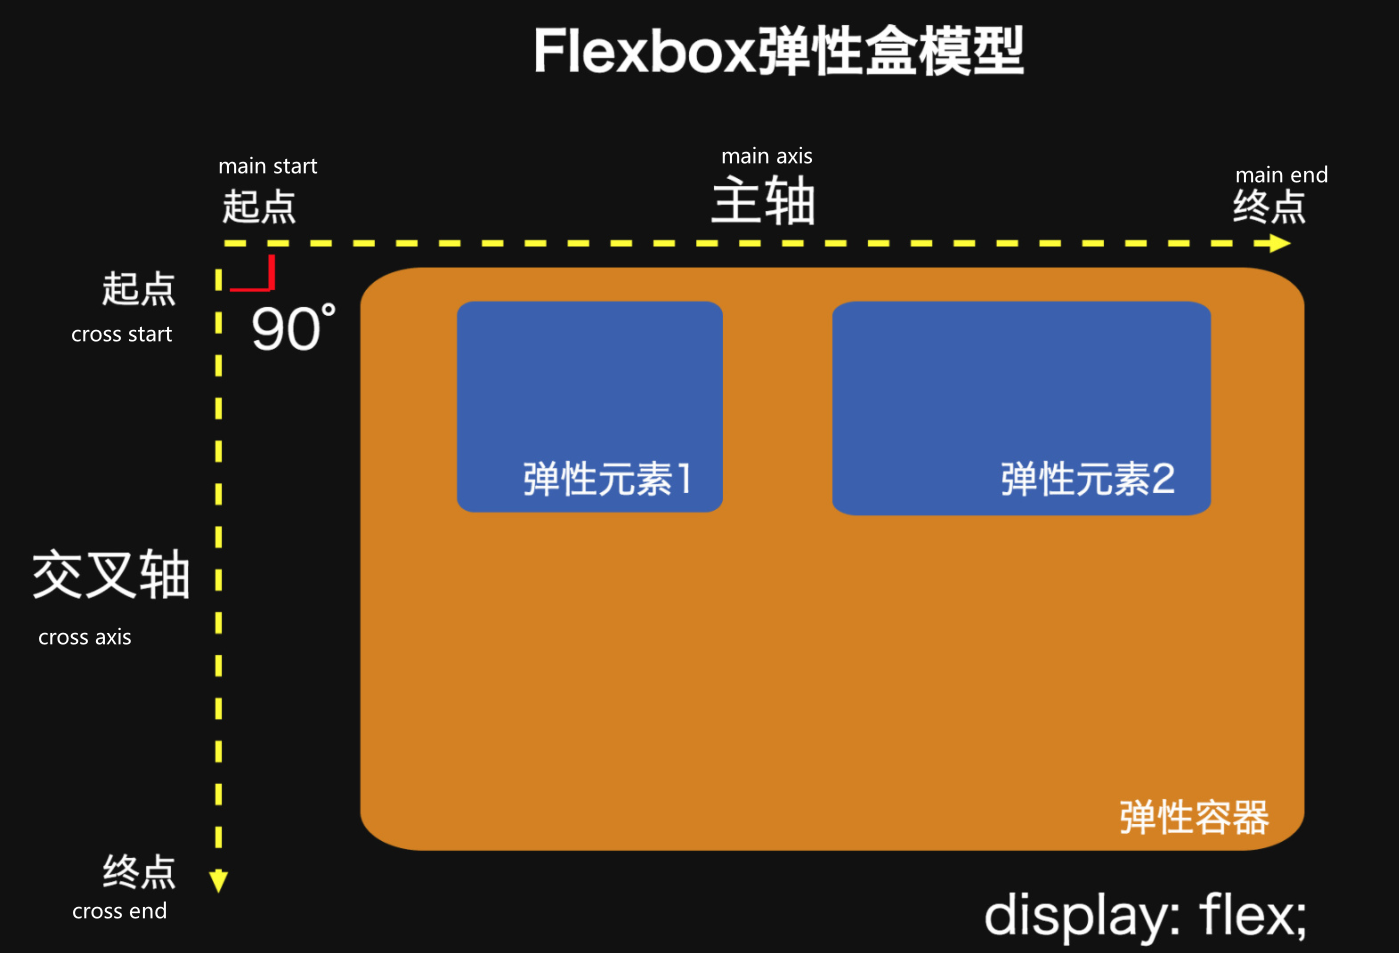 Flexbox弹性盒模型
main start
起点
main axis
主轴
main end
终点
起点
cross start
90°
弹性元素1
弹性元素2
交叉轴
cross axis
弹性容器
终点
cross end
display: flex;